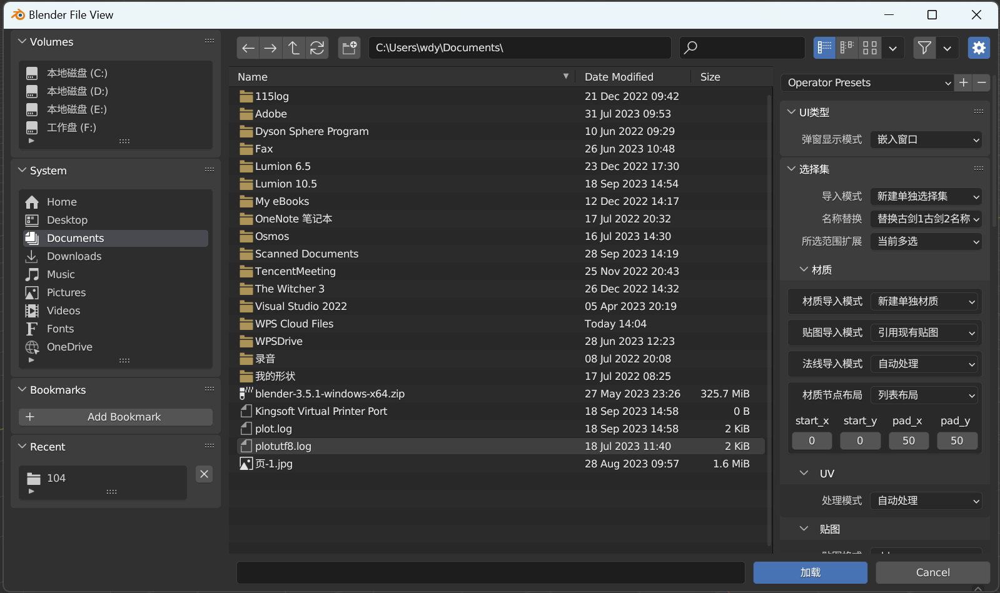 Blender File View
Volumes
本地磁盘 (C:)
本地磁盘 (D:)
本地磁盘 (E:)
工作盘 (F:)
System
Home
Desktop
Documents
Downloads
Music
Pictures
Videos
Fonts
OneDrive
Bookmarks
Add Bookmark
Recent
104
C:\Users\wdy\Documents\
Name Date Modified Size
115log 21 Dec 2022 09:42
Adobe 31 Jul 2023 09:53
Dyson Sphere Program 10 Jun 2022 09:29
Fax 26 Jun 2023 10:48
Lumion 6.5 23 Dec 2022 17:30
Lumion 10.5 18 Sep 2023 14:54
My eBooks 12 Dec 2022 14:17
OneNote 笔记本 17 Jul 2022 20:32
Osmos 16 Jul 2023 14:30
Scanned Documents 28 Sep 2023 14:19
TencentMeeting 25 Nov 2022 20:43
The Witcher 3 26 Dec 2022 14:32
Visual Studio 2022 05 Apr 2023 20:19
WPS Cloud Files Today 14:04
WPSDrive 28 Jun 2023 12:23
录音 08 Jul 2022 20:08
我的形状 17 Jul 2022 08:25
blender-3.5.1-windows-x64.zip 27 May 2023 23:26 325.7 MiB
Kingsoft Virtual Printer Port 18 Sep 2023 14:58 0 B
plot.log 18 Sep 2023 14:58 2 KiB
plotutf8.log 18 Jul 2023 11:40 2 KiB
页-1.jpg 28 Aug 2023 09:57 1.6 MiB
Operator Presets
UI类型
弹窗显示模式 嵌入窗口
选择集
导入模式 新建单独选择集
名称替换 替换古剑1古剑2名称
所选范围扩展 当前多选
材质
材质导入模式 新建单独材质
贴图导入模式 引用现有贴图
法线导入模式 自动处理
材质节点布局 列表布局
start_x start_y pad_x pad_y
0 0 50 50
UV
处理模式 自动处理
贴图
加载 Cancel